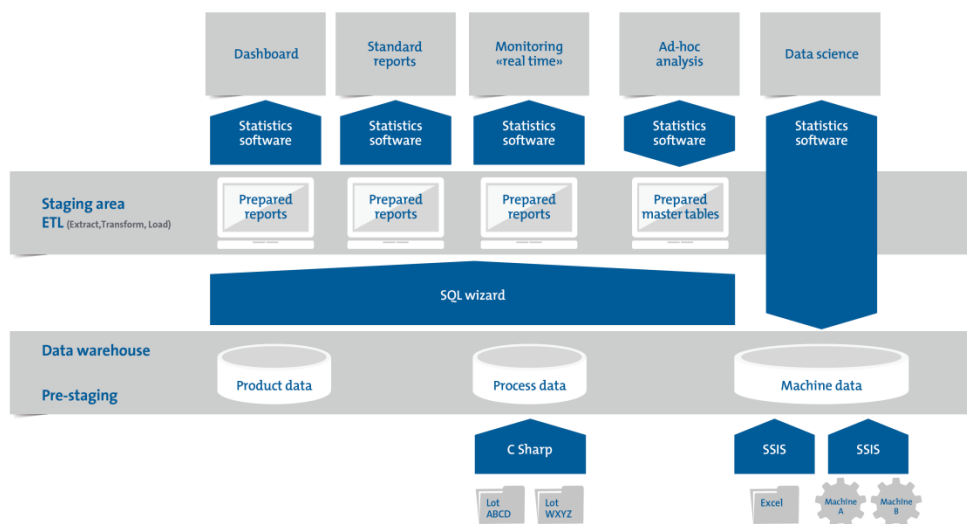 Dashboard
Standard
reports
Monitoring
«real time»
Ad-hoc
analysis
Data science
Statistics
software
Statistics
software
Statistics
software
Statistics
software
Statistics
software
Staging area
ETL (Extract,Transform, Load)
Prepared
reports
Prepared
reports
Prepared
reports
Prepared
master tables
SQL wizard
Data warehouse
Pre-staging
Product data
Process data
Machine data
C Sharp
SSIS
SSIS
Lot
ABCD
Lot
WXYZ
Excel
Machine
A
Machine
B